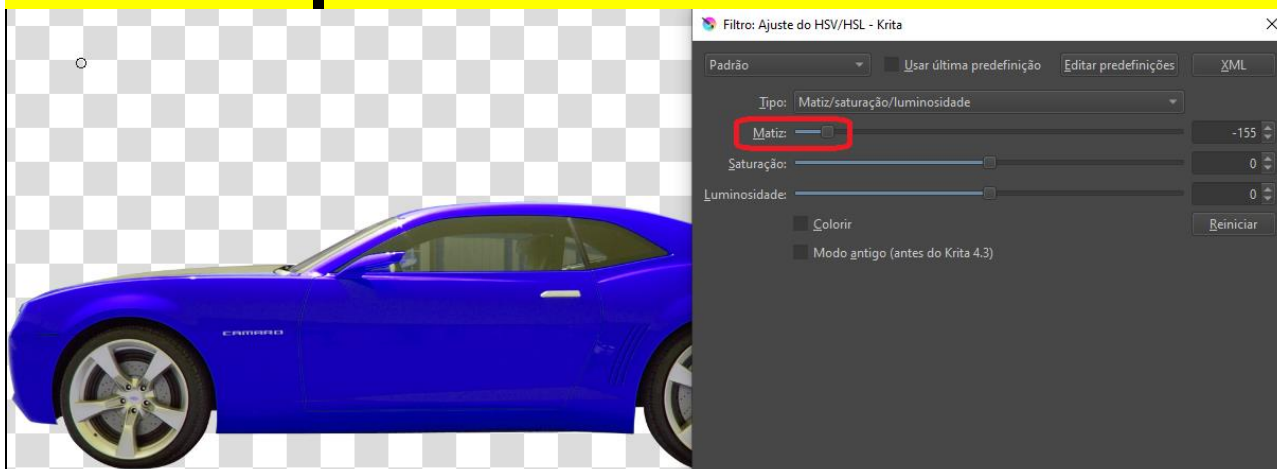 Filtro: Ajuste do HSV/HSL - Krita
Padrão
Usar última predefinição
Editar predefinições
XML
Tipo: Matiz/saturação/luminosidade
Matiz: -155
Saturação: 0
Luminosidade: 0
Colorir
Reiniciar
Modo antigo (antes do Krita 4.3)
CAMARO